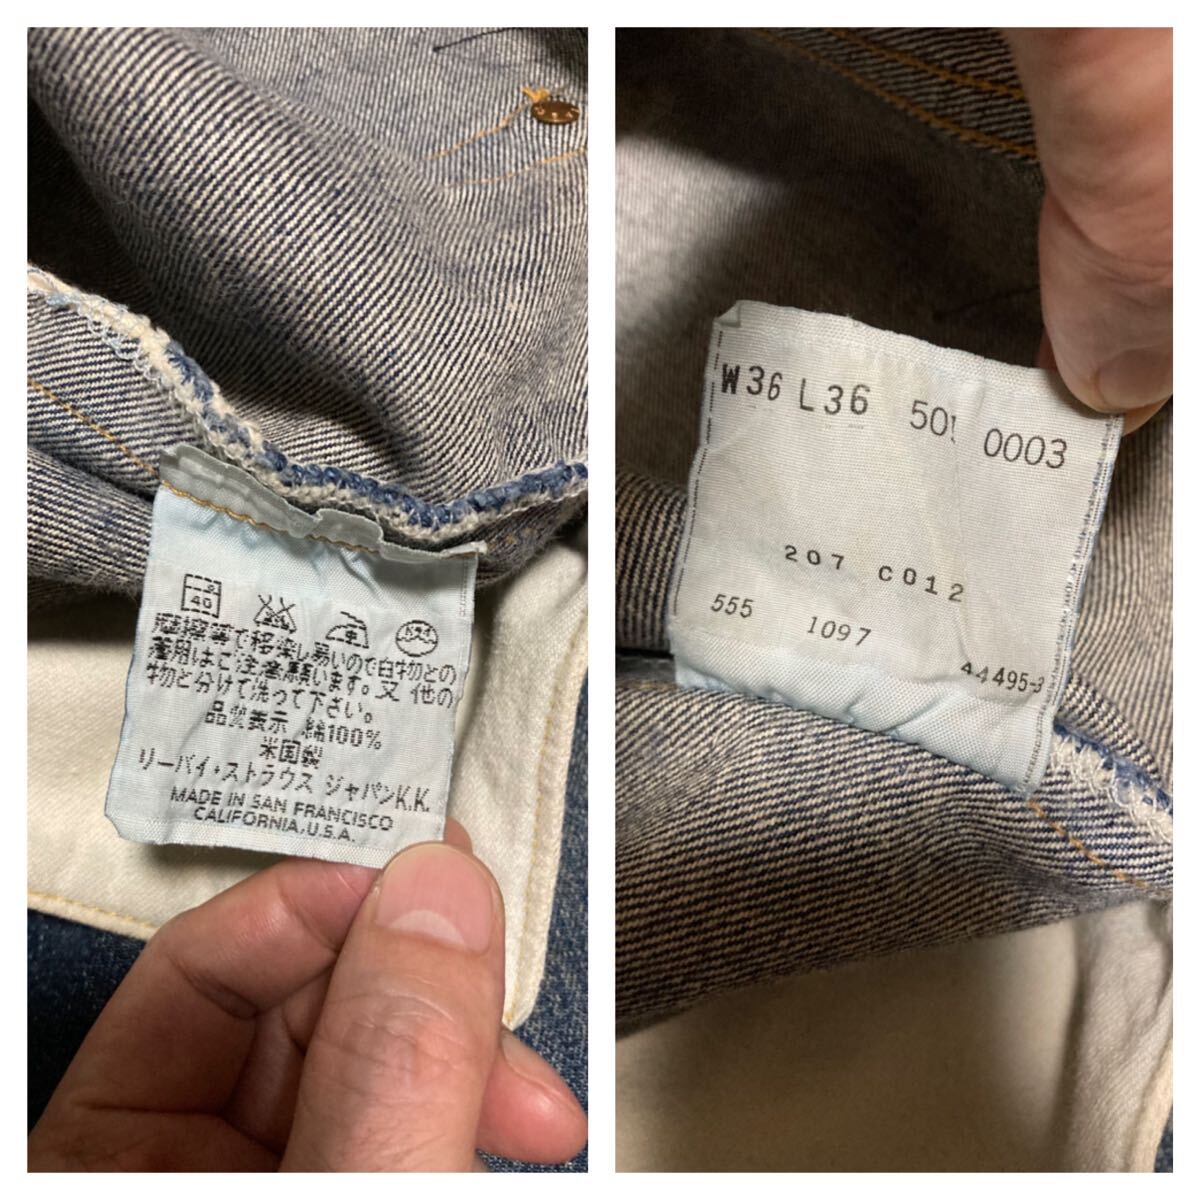 40
摩擦等で移染し易いので白物との
着用はご注意願います。又 他の
物と分けて洗って下さい。
品質表示 綿100%
米国製
リーバイ・ストラウス ジャパンK.K.
MADE IN SAN FRANCISCO
CALIFORNIA,U.S.A.
W36 L36 501 0003
207 C012
555 1097
44495-3